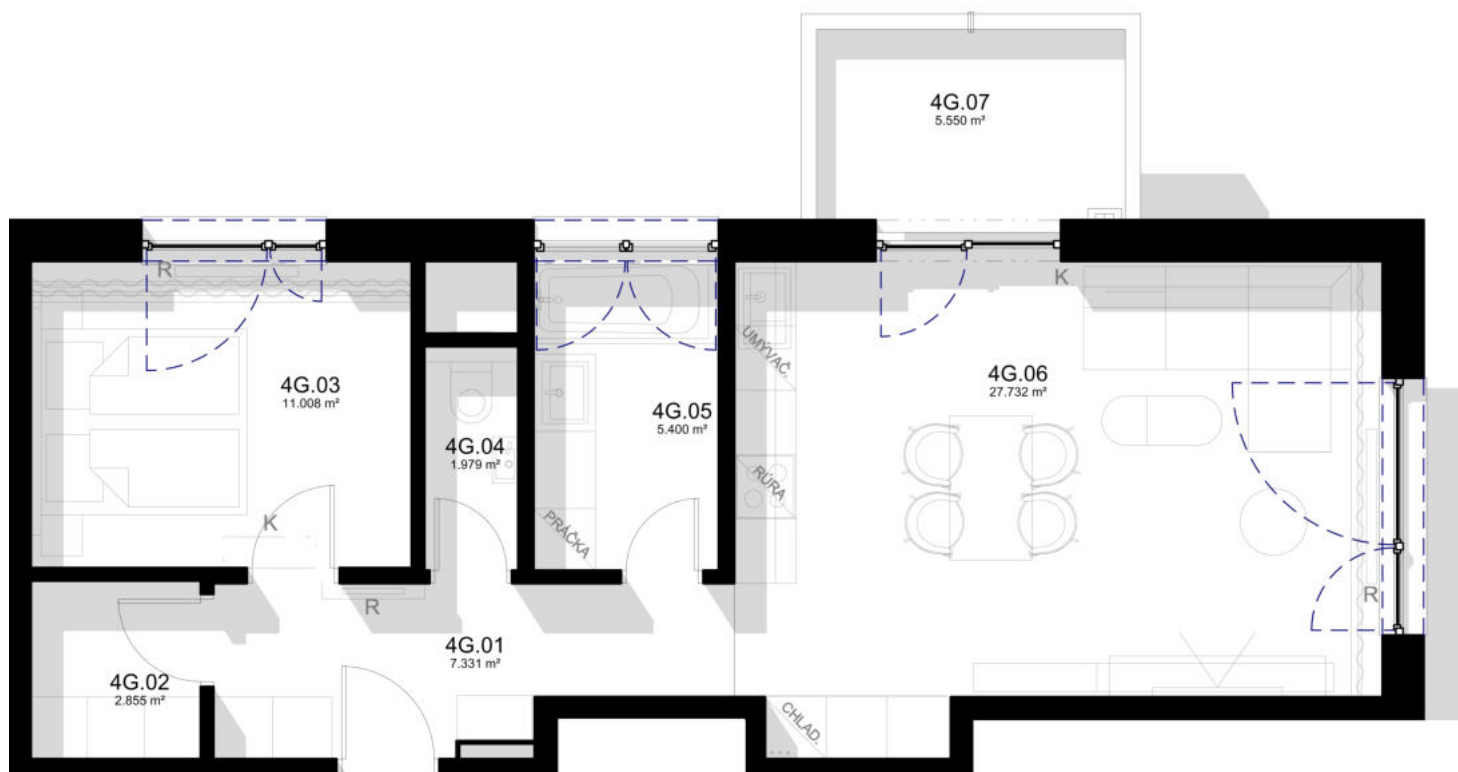 4G.07
5.550 m²
R
K
UMÝVAČ.
4G.03
11.008 m²
4G.06
27.732 m²
4G.05
5.400 m²
4G.04
1.979 m²
RÚRA
K
PRÁČKA
R
R
4G.01
7.331 m²
4G.02
2.855 m²
CHLAD.